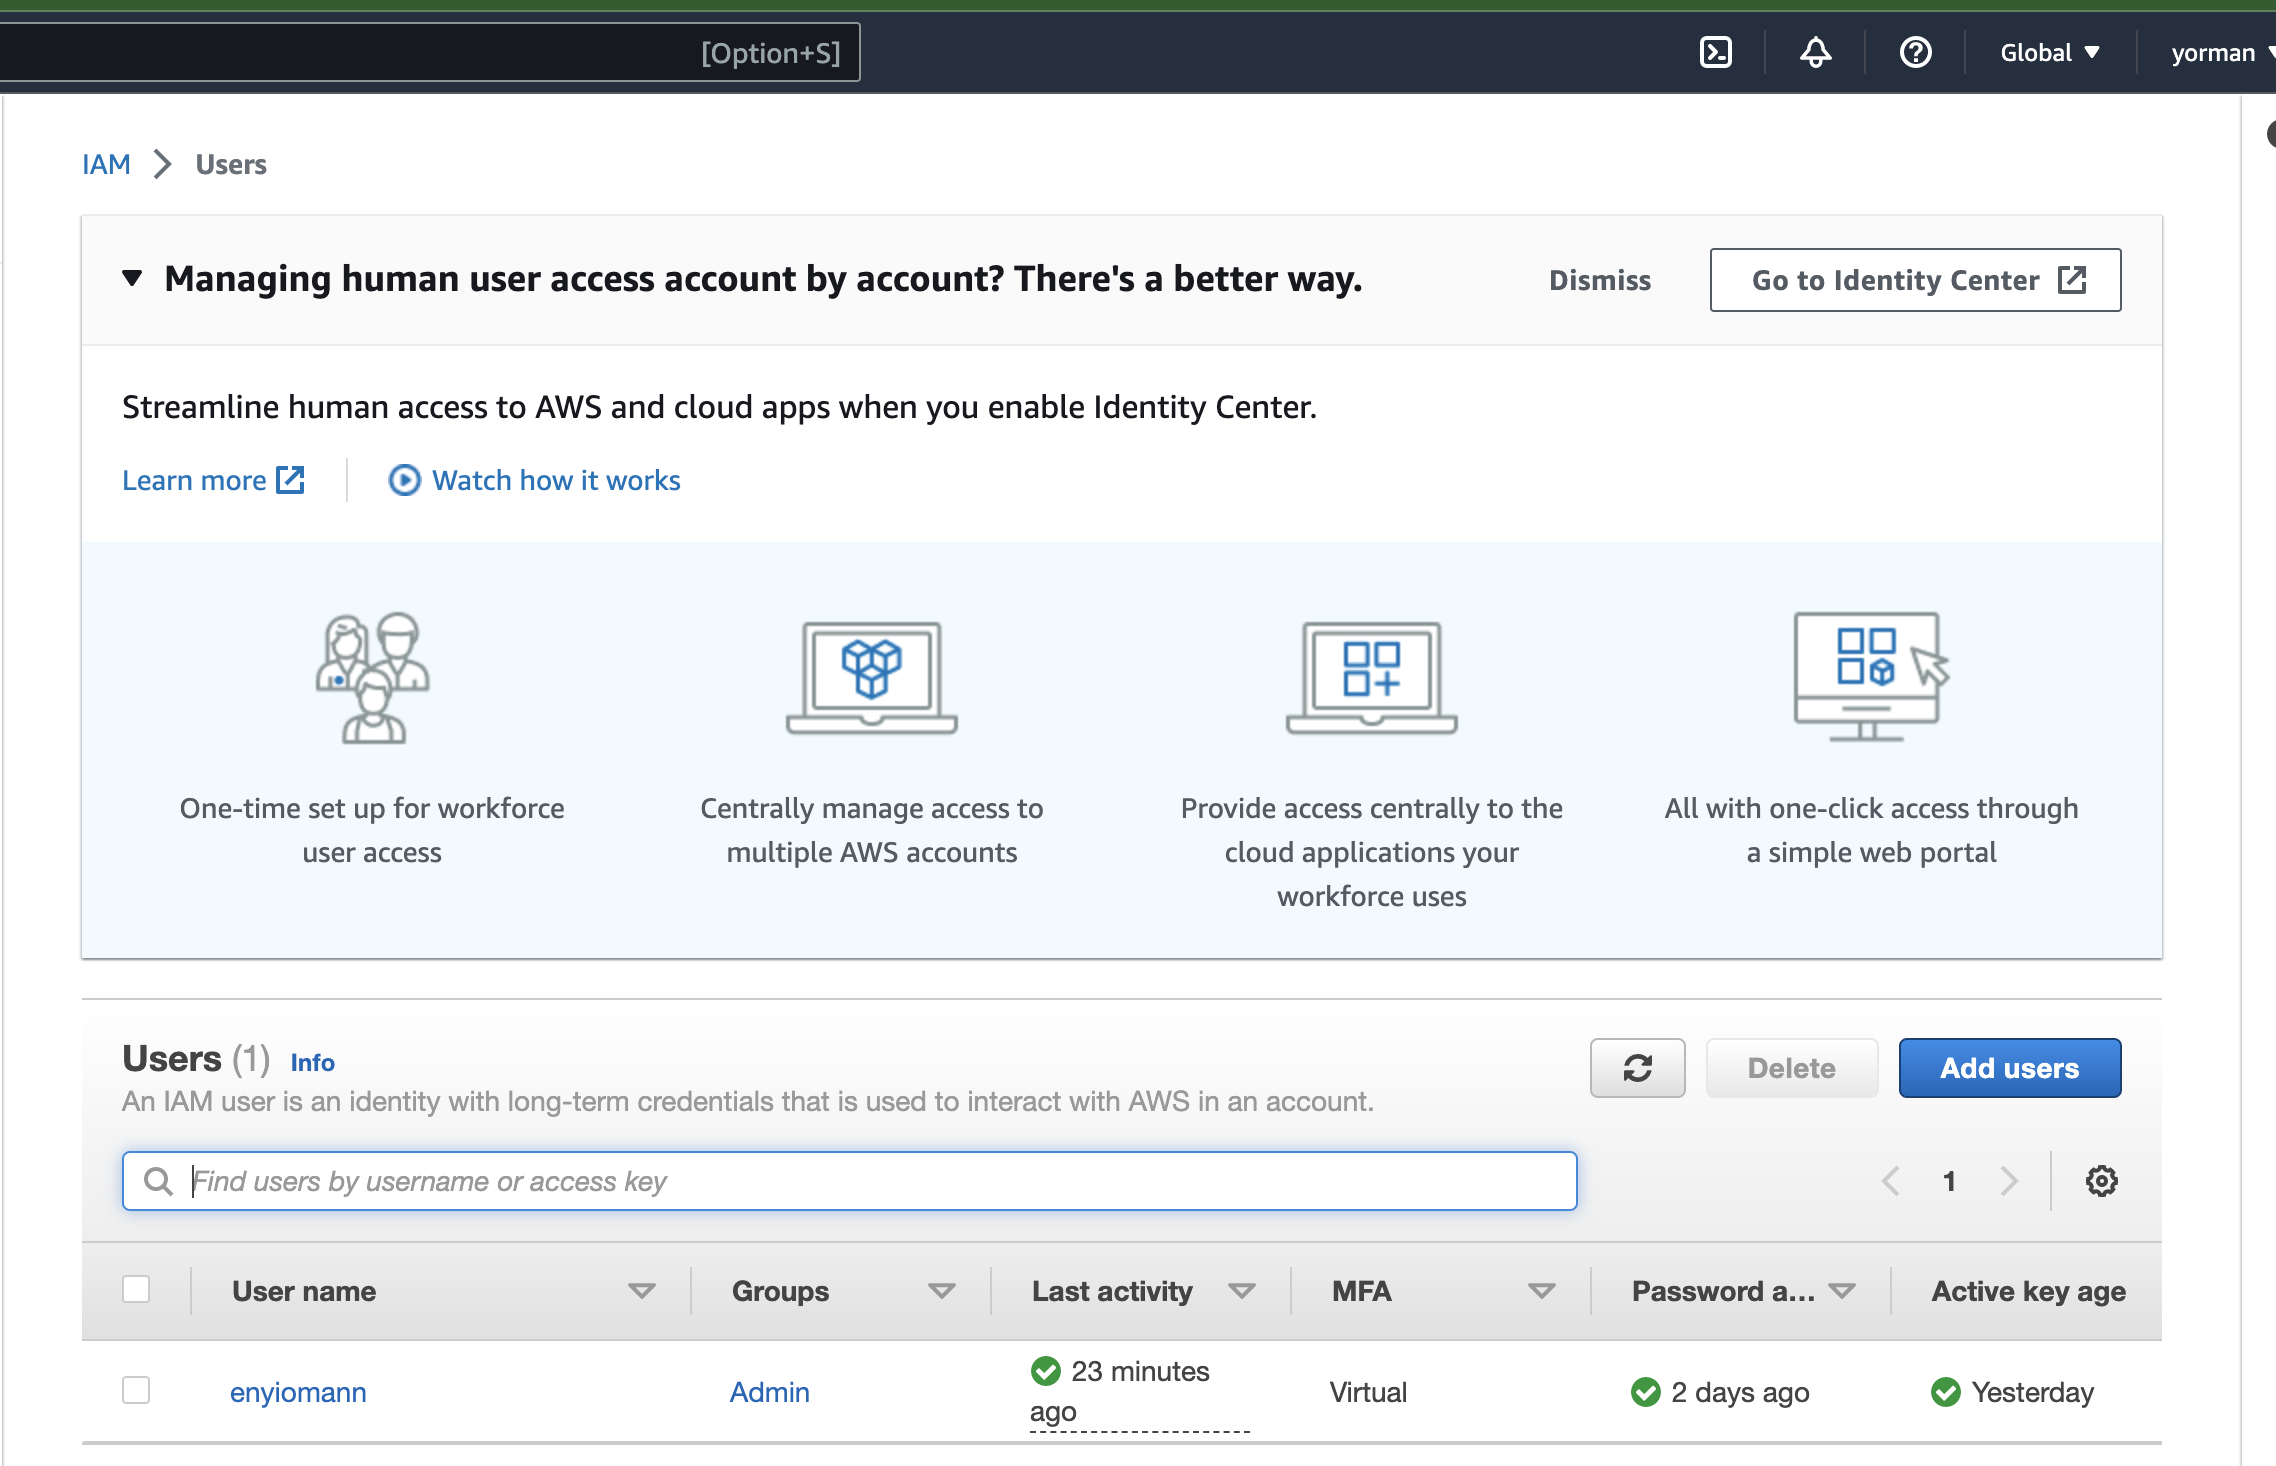 [Option+S]
Global
yorman
IAM
Users
Managing human user access account by account? There's a better way.
Dismiss
Go to Identity Center
Streamline human access to AWS and cloud apps when you enable Identity Center.
Learn more
Watch how it works
One-time set up for workforce
user access
Centrally manage access to
multiple AWS accounts
Provide access centrally to the
cloud applications your
workforce uses
All with one-click access through
a simple web portal
Users (1) Info
Delete
Add users
An IAM user is an identity with long-term credentials that is used to interact with AWS in an account.
Find users by username or access key
1
User name
Groups
Last activity
MFA
Password a...
Active key age
enyiomann
Admin
23 minutes
ago
Virtual
2 days ago
Yesterday